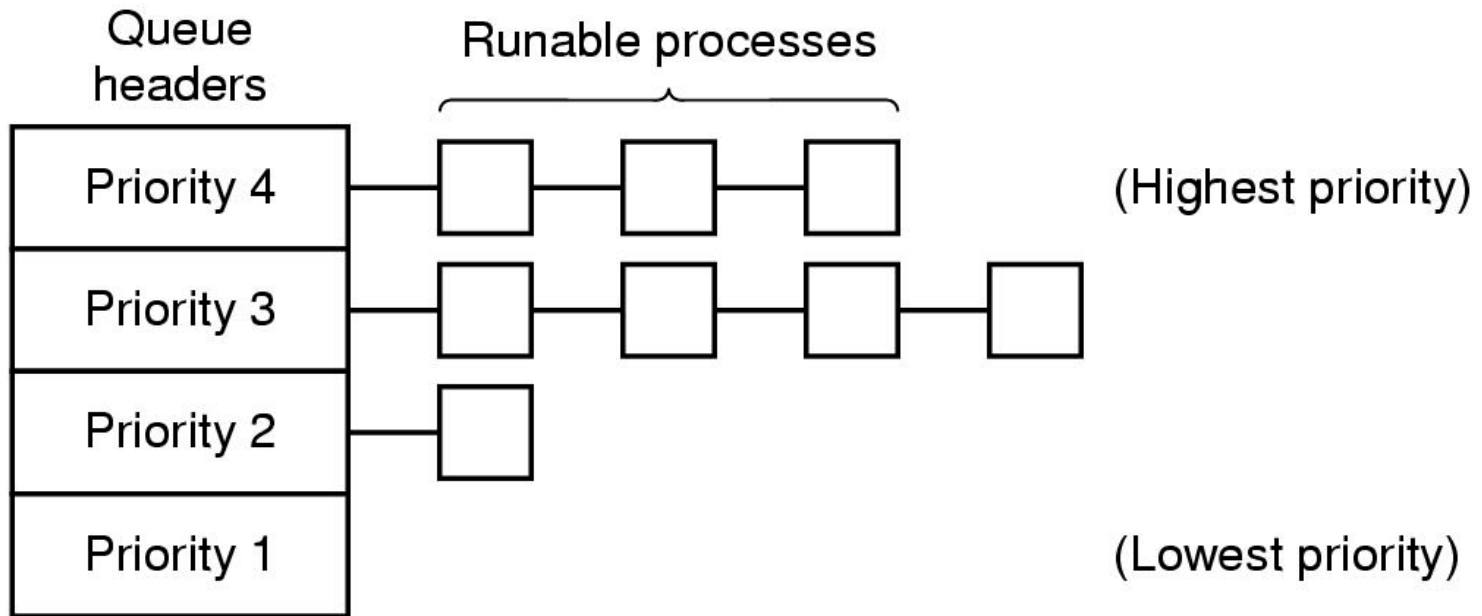 Queue
headers
Runable processes
Priority 4
(Highest priority)
Priority 3
Priority 2
Priority 1
(Lowest priority)